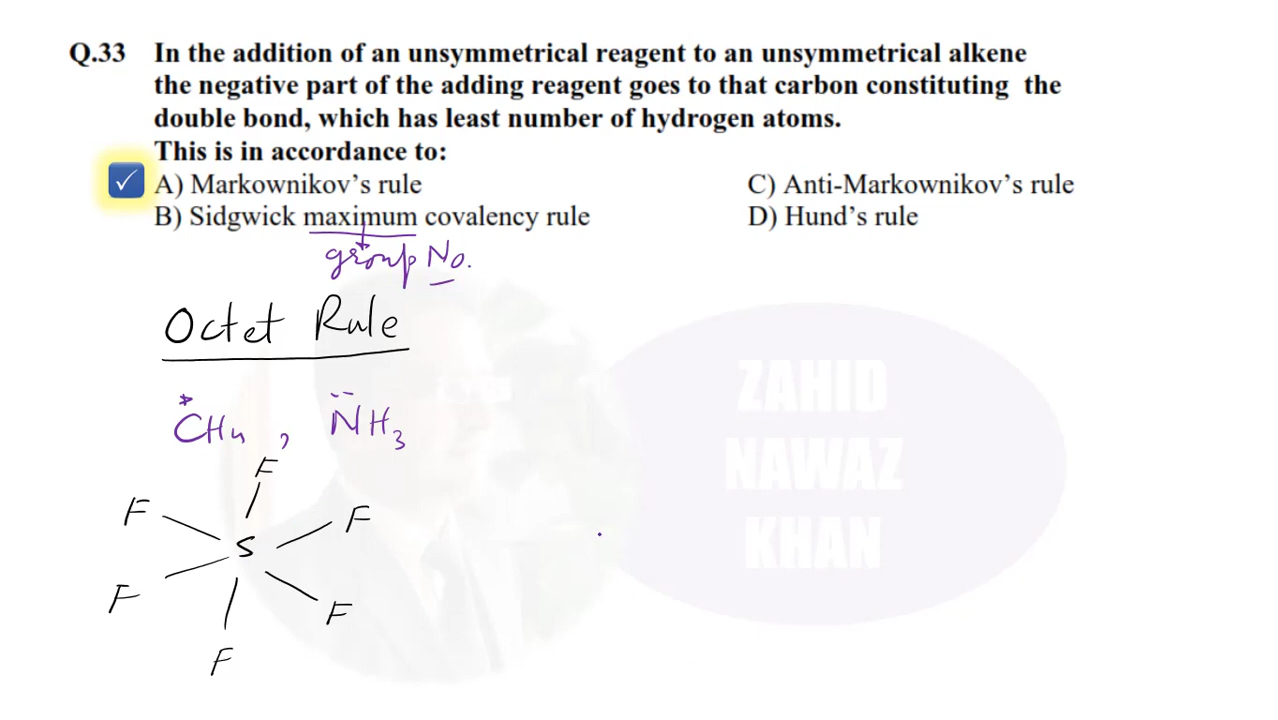 Q.33 In the addition of an unsymmetrical reagent to an unsymmetrical alkene
the negative part of the adding reagent goes to that carbon constituting the
double bond, which has least number of hydrogen atoms.
This is in accordance to:
A) Markownikov's rule C) Anti-Markownikov's rule
B) Sidgwick maximum covalency rule D) Hund's rule
group No.
Octet Rule
CH4 , NH3
F
F F
S
F F
F
ZAHID
NAWAZ
KHAN